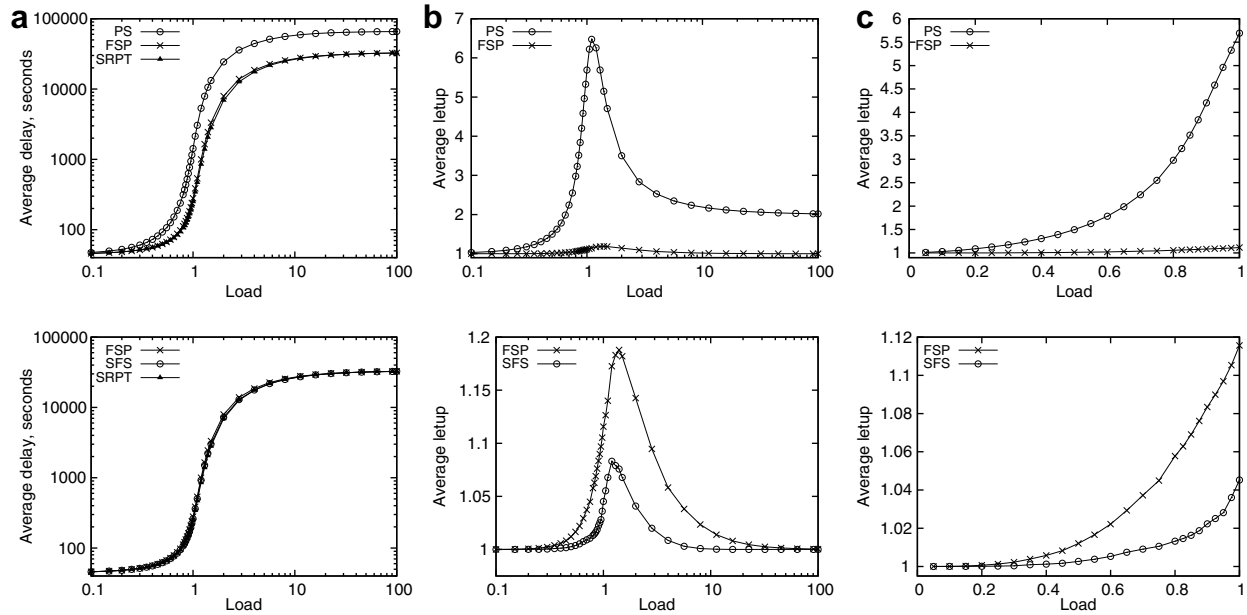 a
100000
10000
1000
100
0.1
1
10
100
Load
Average delay, seconds
PS
FSP
SRPT
b
7
6
5
4
3
2
1
0.1
1
10
100
Load
Average letup
PS
FSP
c
6
5.5
5
4.5
4
3.5
3
2.5
2
1.5
1
0
0.2
0.4
0.6
0.8
1
Load
Average letup
PS
FSP
100000
10000
1000
100
0.1
1
10
100
Load
Average delay, seconds
FSP
SFS
SRPT
1.2
1.15
1.1
1.05
1
0.1
1
10
100
Load
Average letup
FSP
SFS
1.12
1.1
1.08
1.06
1.04
1.02
1
0
0.2
0.4
0.6
0.8
1
Load
Average letup
FSP
SFS